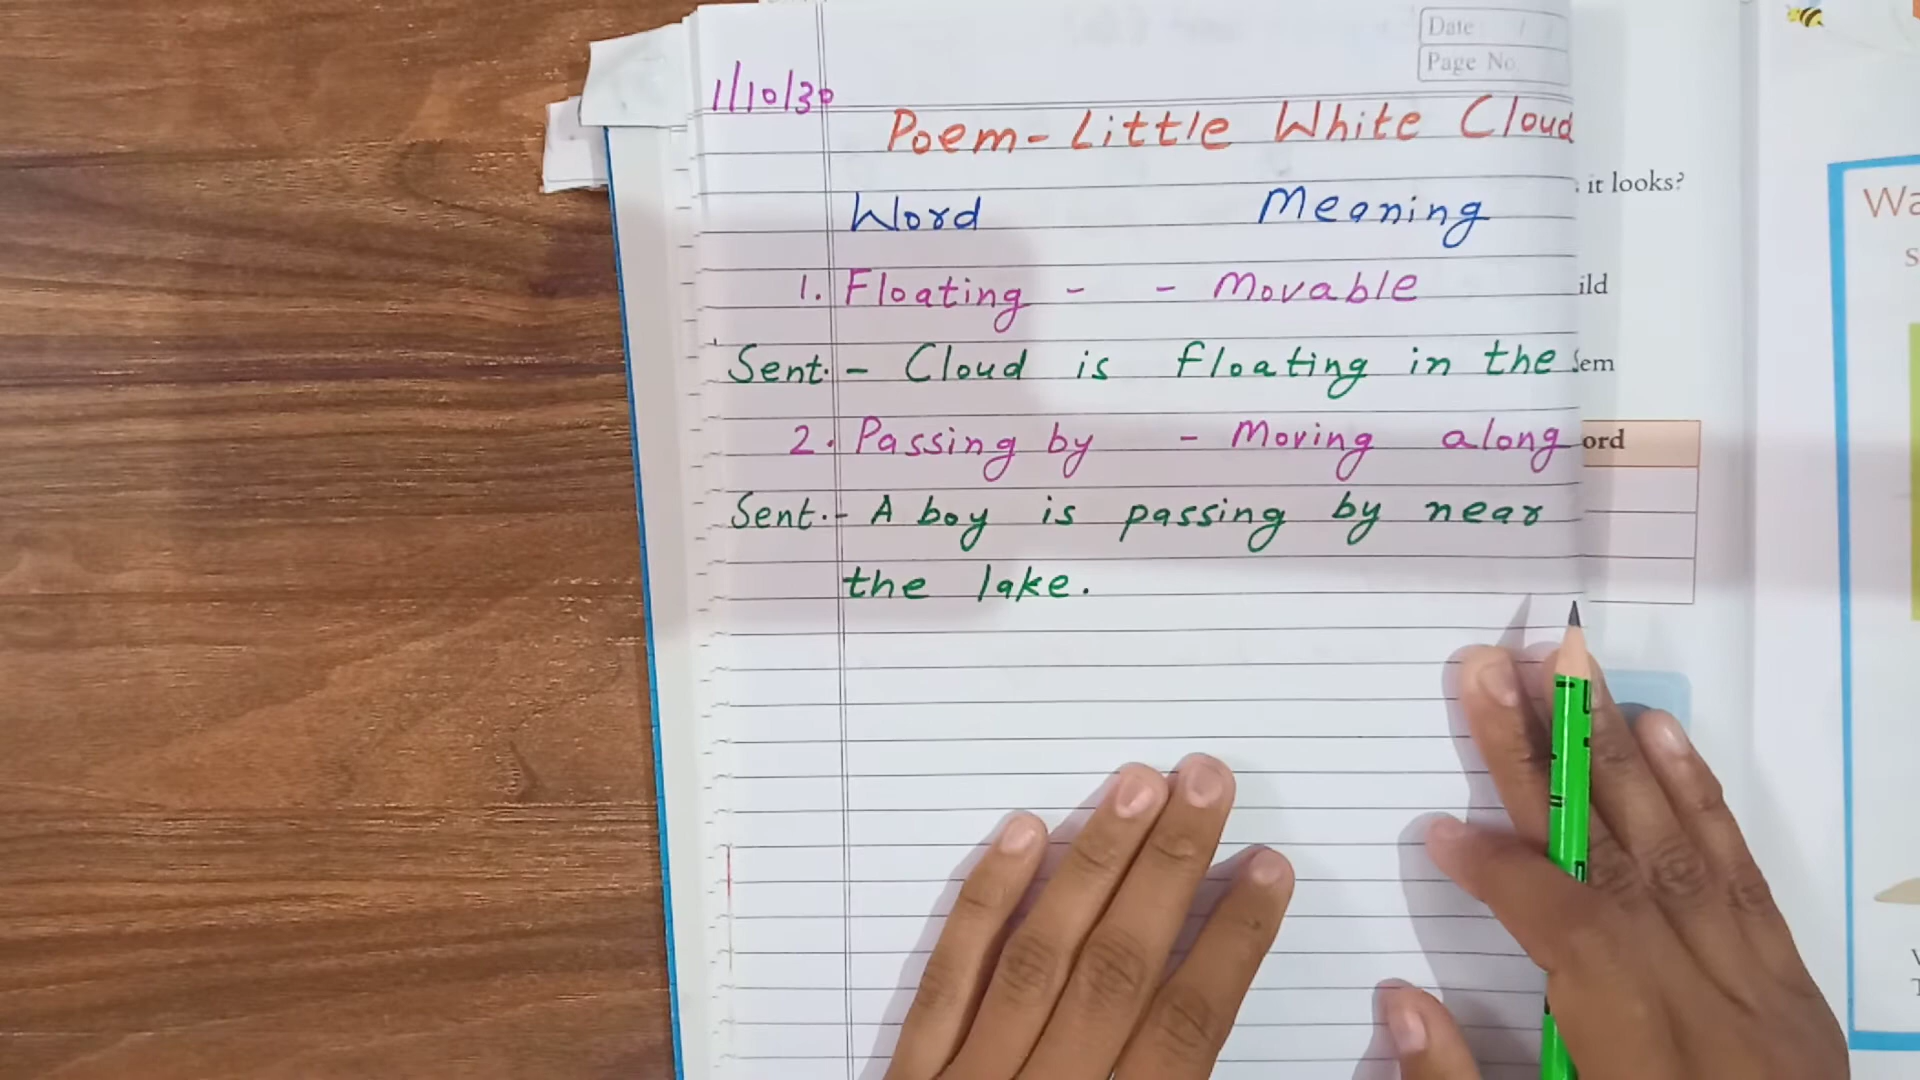 Date / /
Page No
1/10/30
Poem - Little White Cloud
Word Meaning
1. Floating - - Movable
Sent. - Cloud is floating in the
2. Passing by - Moving along
Sent. - A boy is passing by near
the lake.
it looks?
ild
Sem
ord
Wa
S